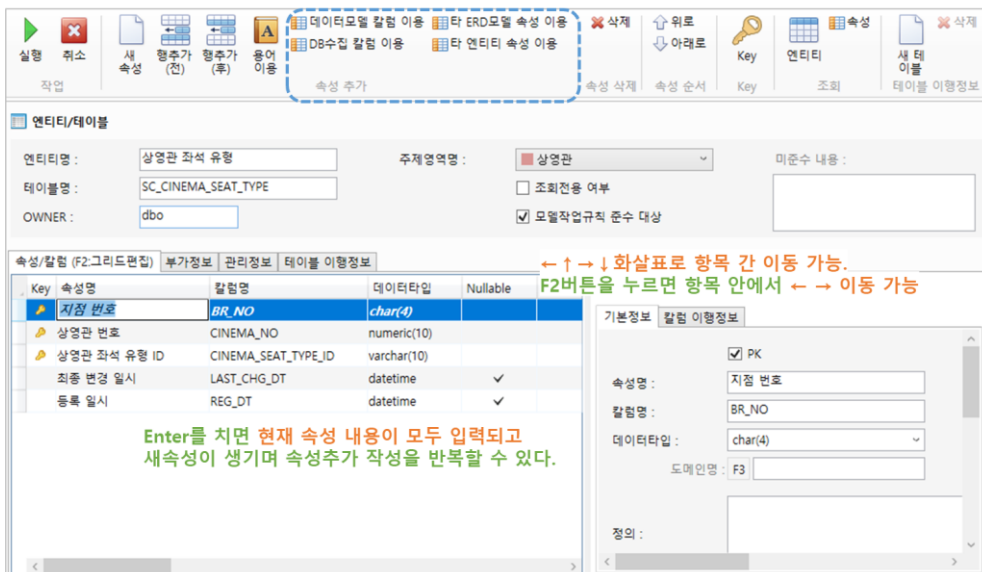 데이터모델 칼럼 이용 타 ERD모델 속성 이용 삭제 위로 속성 삭제
DB수집 칼럼 이용 타 엔티티 속성 이용 아래로
실행 취소 새 속성 행추가 (전) 행추가 (후) 용어 이용 Key 엔티티 새 테이블
작업 속성 추가 속성 삭제 속성 순서 Key 조회 테이블 이행정보
엔티티/테이블
엔티티명 : 상영관 좌석 유형 주제영역명 : 상영관 미준수 내용 :
테이블명 : SC_CINEMA_SEAT_TYPE 조회전용 여부
OWNER : dbo 모델작업규칙 준수 대상
속성/칼럼 (F2:그리드편집) 부가정보 관리정보 테이블 이행정보
←↑→↓화살표로 항목 간 이동 가능.
F2버튼을 누르면 항목 안에서 ← → 이동 가능
Key 속성명 칼럼명 데이터타입 Nullable
지점 번호 BR_NO char(4)
상영관 번호 CINEMA_NO numeric(10)
상영관 좌석 유형 ID CINEMA_SEAT_TYPE_ID varchar(10)
최종 변경 일시 LAST_CHG_DT datetime ✓
등록 일시 REG_DT datetime ✓
Enter를 치면 현재 속성 내용이 모두 입력되고
새속성이 생기며 속성추가 작성을 반복할 수 있다.
기본정보 칼럼 이행정보
PK
속성명 : 지점 번호
칼럼명 : BR_NO
데이터타입 : char(4)
도메인명 : F3
정의 :